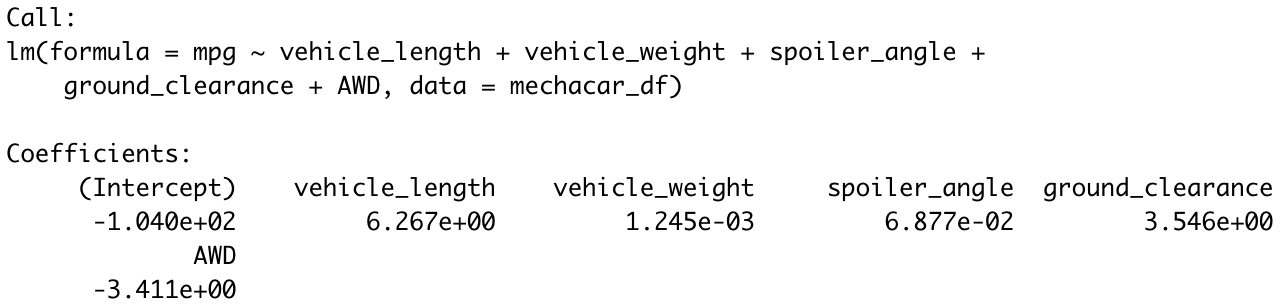 Call:
lm(formula = mpg ~ vehicle_length + vehicle_weight + spoiler_angle +
    ground_clearance + AWD, data = mechacar_df)

Coefficients:
     (Intercept)    vehicle_length    vehicle_weight     spoiler_angle  ground_clearance
      -1.040e+02         6.267e+00         1.245e-03         6.877e-02         3.546e+00
             AWD
      -3.411e+00